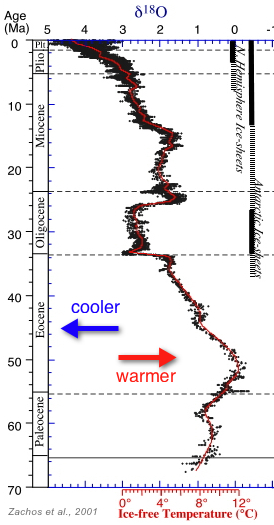 Age
(Ma)
δ18O
5 4 3 2 1 0 -1
0
10
20
30
40
50
60
70
Plt.
Plio
Miocene
Oligocene
Eocene
Paleocene
N. Hemisphere Ice-sheets
Antarctic Ice-sheets
cooler
warmer
0° 4° 8° 12°
Ice-free Temperature (°C)
Zachos et al., 2001